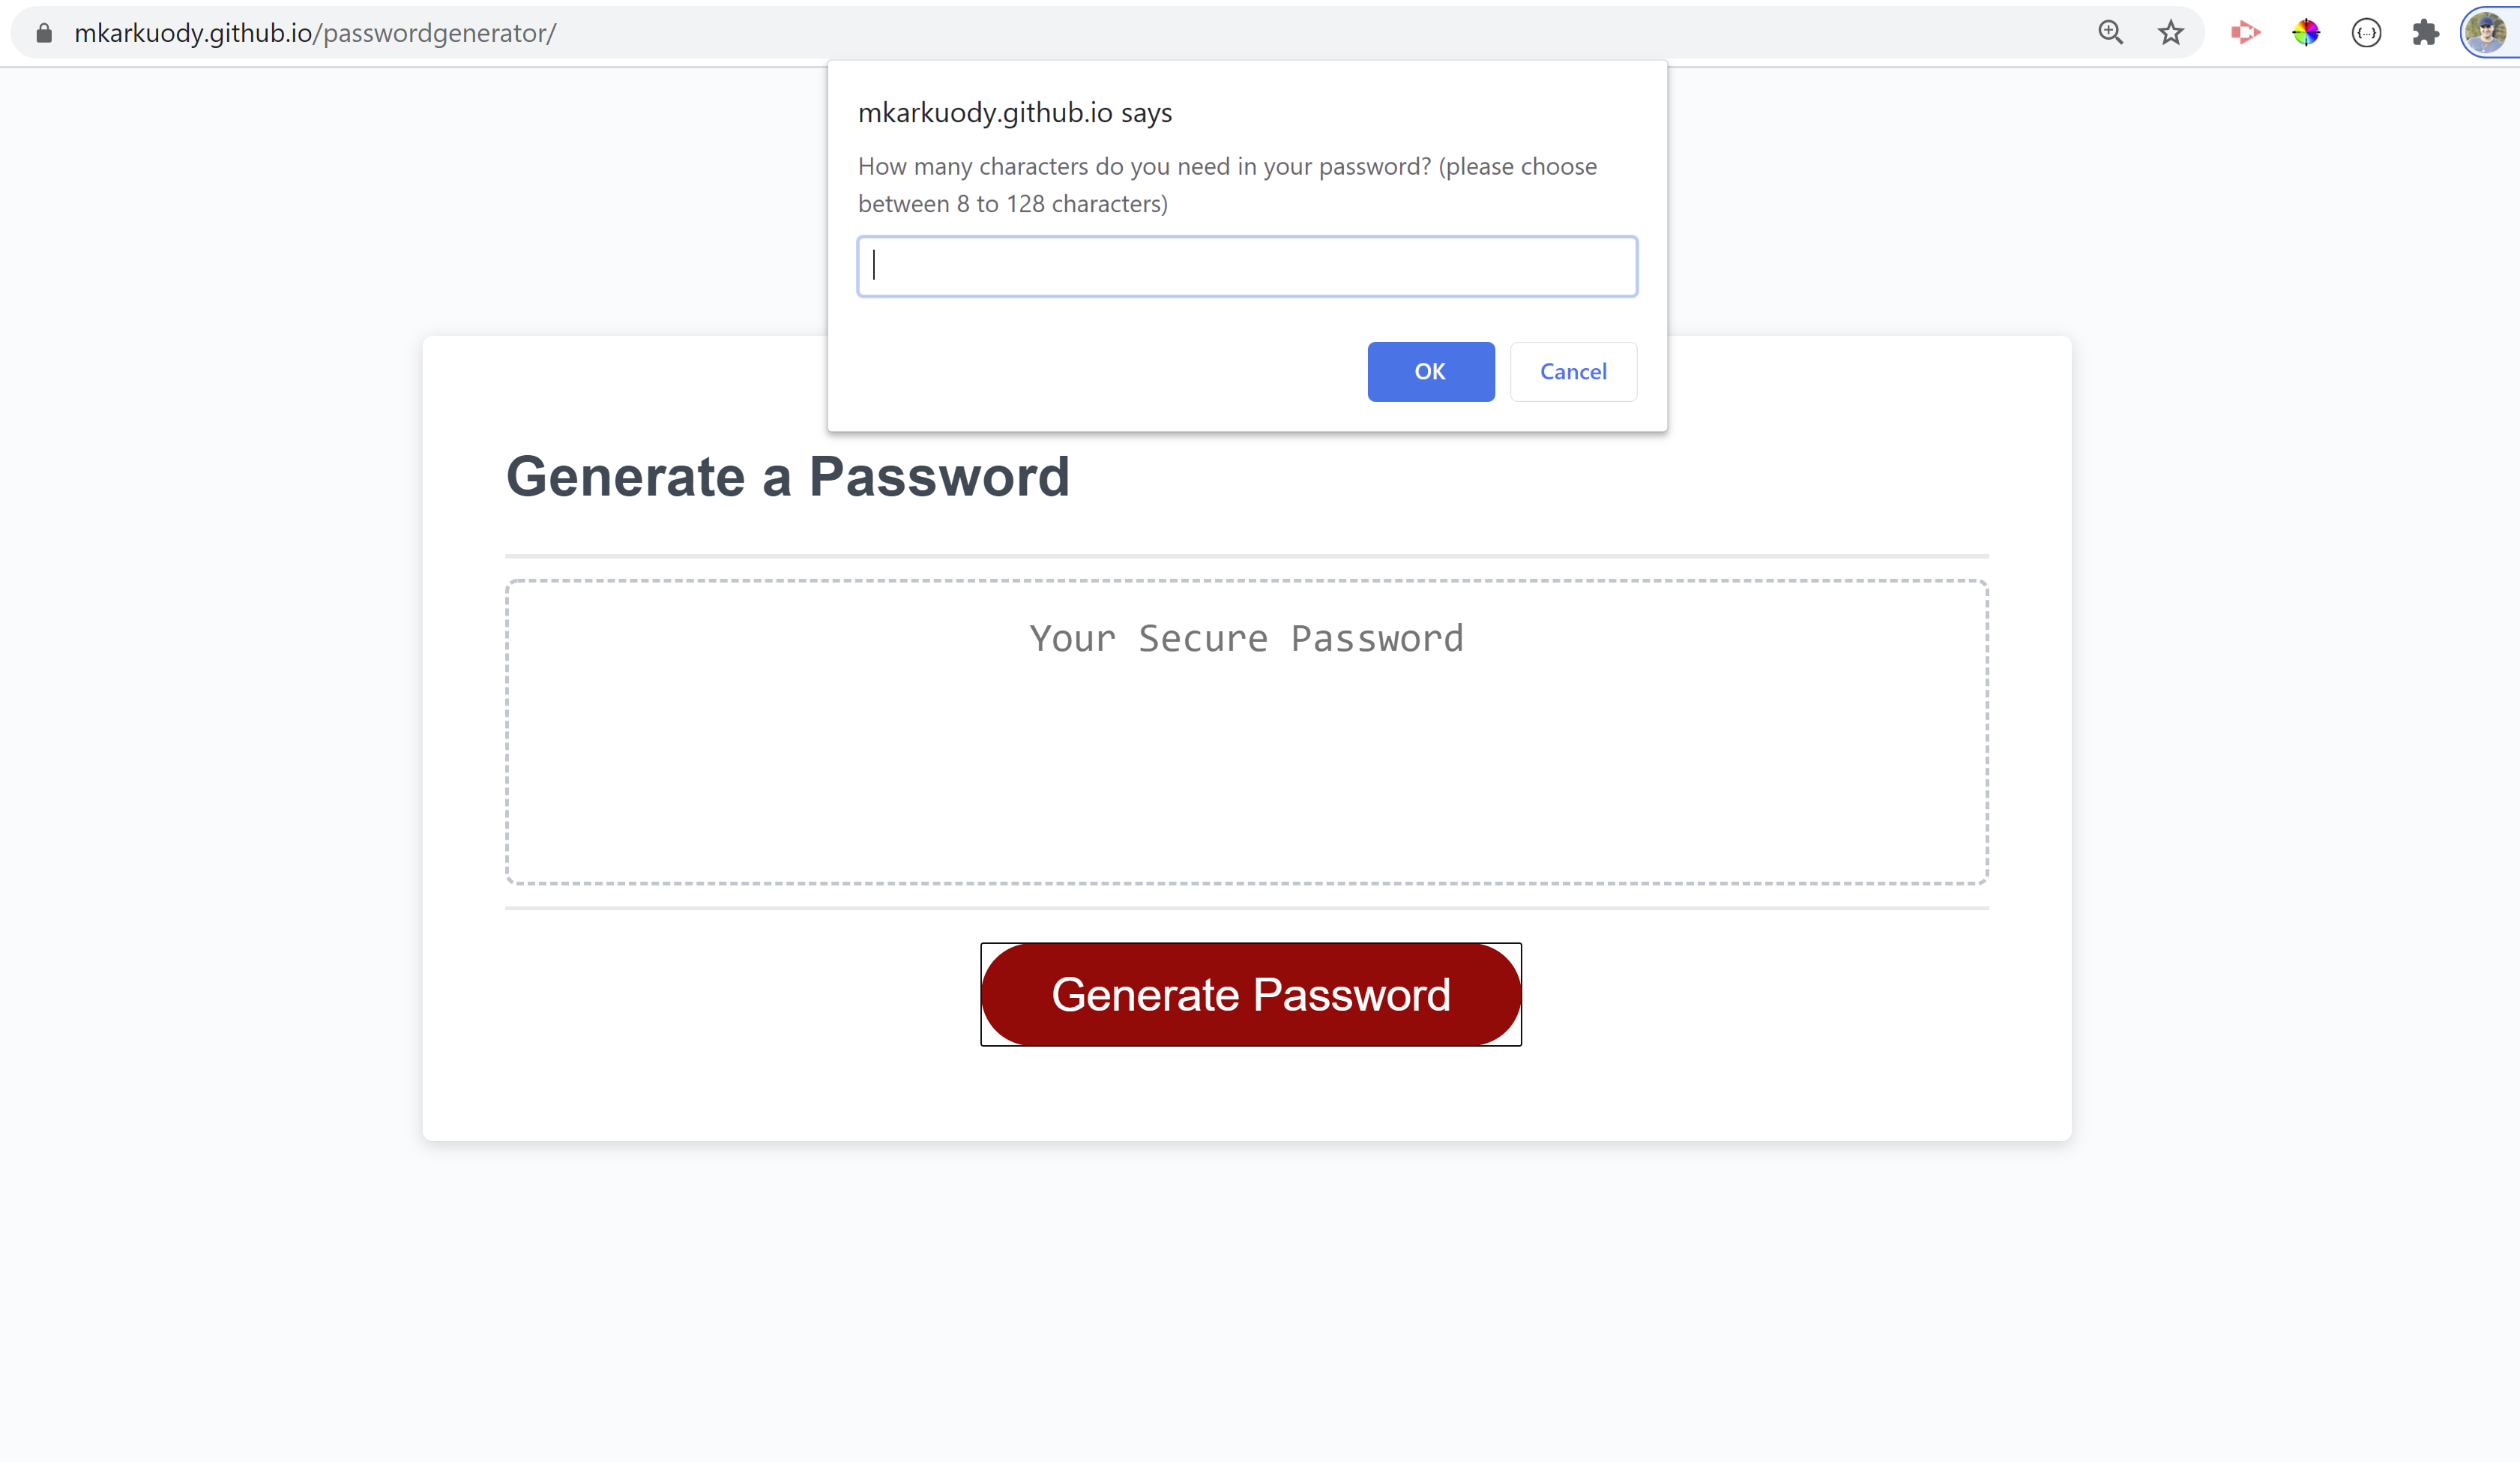 mkarkuody.github.io/passwordgenerator/
{...}
mkarkuody.github.io says
How many characters do you need in your password? (please choose
between 8 to 128 characters)
OK
Cancel
Generate a Password
Your Secure Password
Generate Password